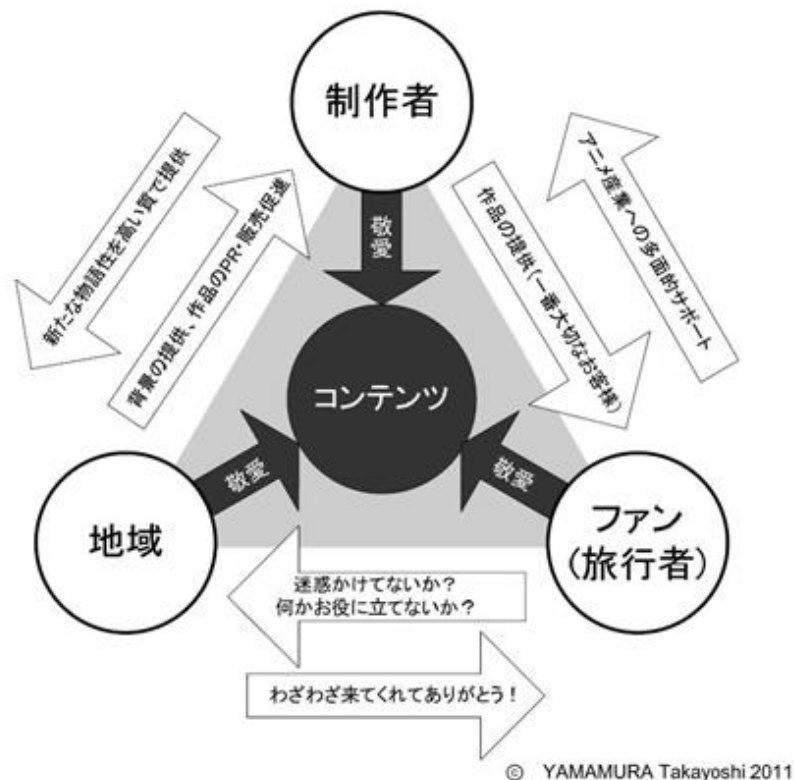 制作者
新たな物語性を高い質で提供
背景の提供、作品のPR・販売促進
敬愛
作品の提供(一番大切なお客様)
アニメ産業への多面的サポート
コンテンツ
敬愛
敬愛
地域
ファン
(旅行者)
迷惑かけてないか?
何かお役に立てないか?
わざわざ来てくれてありがとう!
© YAMAMURA Takayoshi 2011